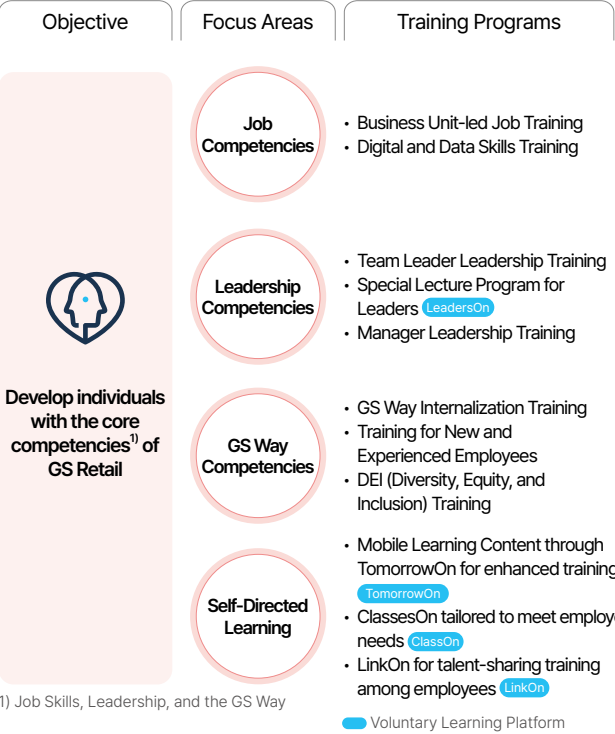 Objective
Focus Areas
Training Programs
Develop individuals
with the core
competencies1) of
GS Retail
Job
Competencies
• Business Unit-led Job Training
• Digital and Data Skills Training
Leadership
Competencies
• Team Leader Leadership Training
• Special Lecture Program for
Leaders LeadersOn
• Manager Leadership Training
GS Way
Competencies
• GS Way Internalization Training
• Training for New and
Experienced Employees
• DEI (Diversity, Equity, and
Inclusion) Training
Self-Directed
Learning
• Mobile Learning Content through
TomorrowOn for enhanced training
TomorrowOn
• ClassesOn tailored to meet employe
needs ClassOn
• LinkOn for talent-sharing training
among employees LinkOn
1) Job Skills, Leadership, and the GS Way
Voluntary Learning Platform